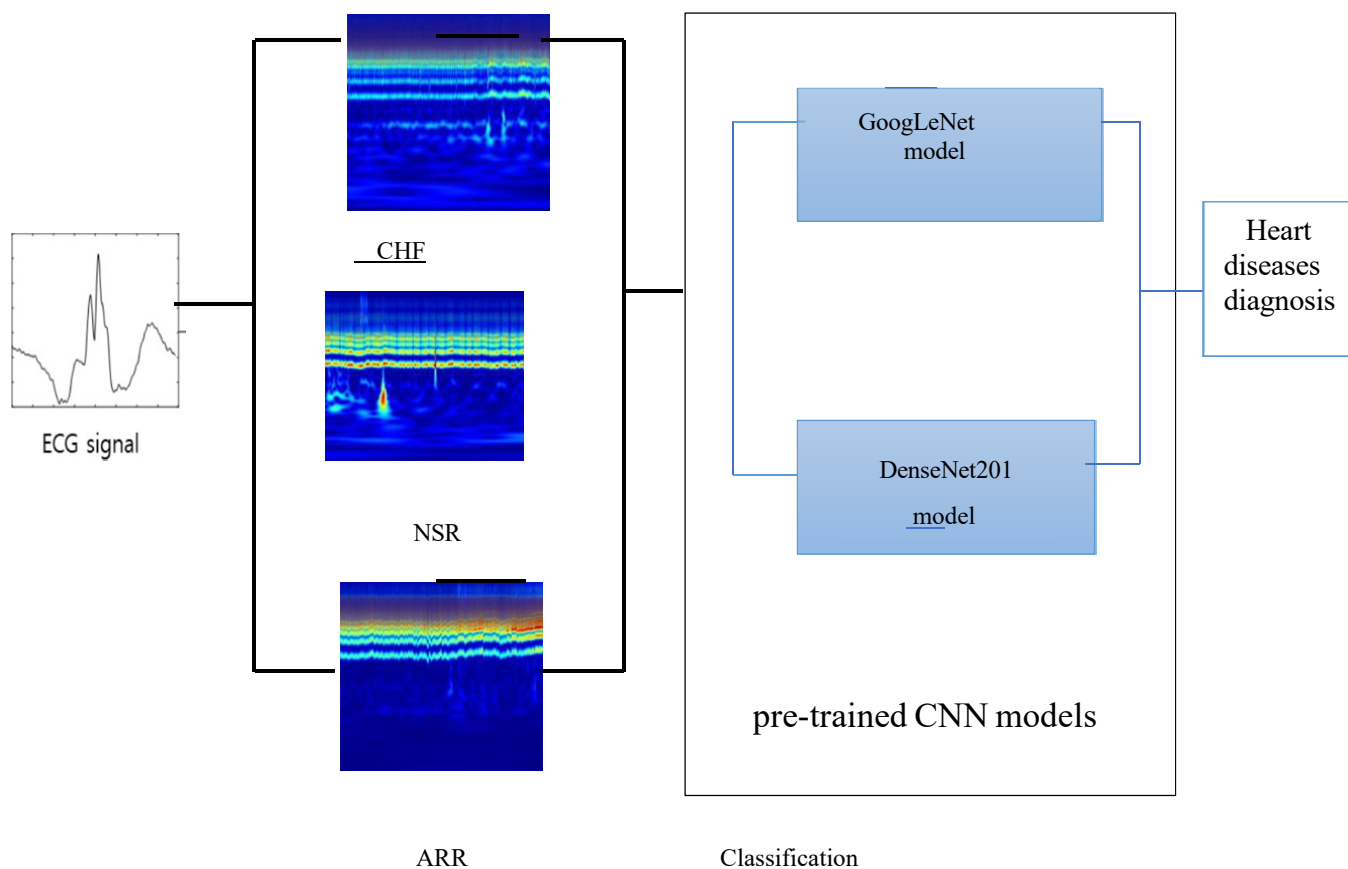 ECG signal
CHF
NSR
ARR
GoogLeNet
model
DenseNet201
model
pre-trained CNN models
Classification
Heart
diseases
diagnosis